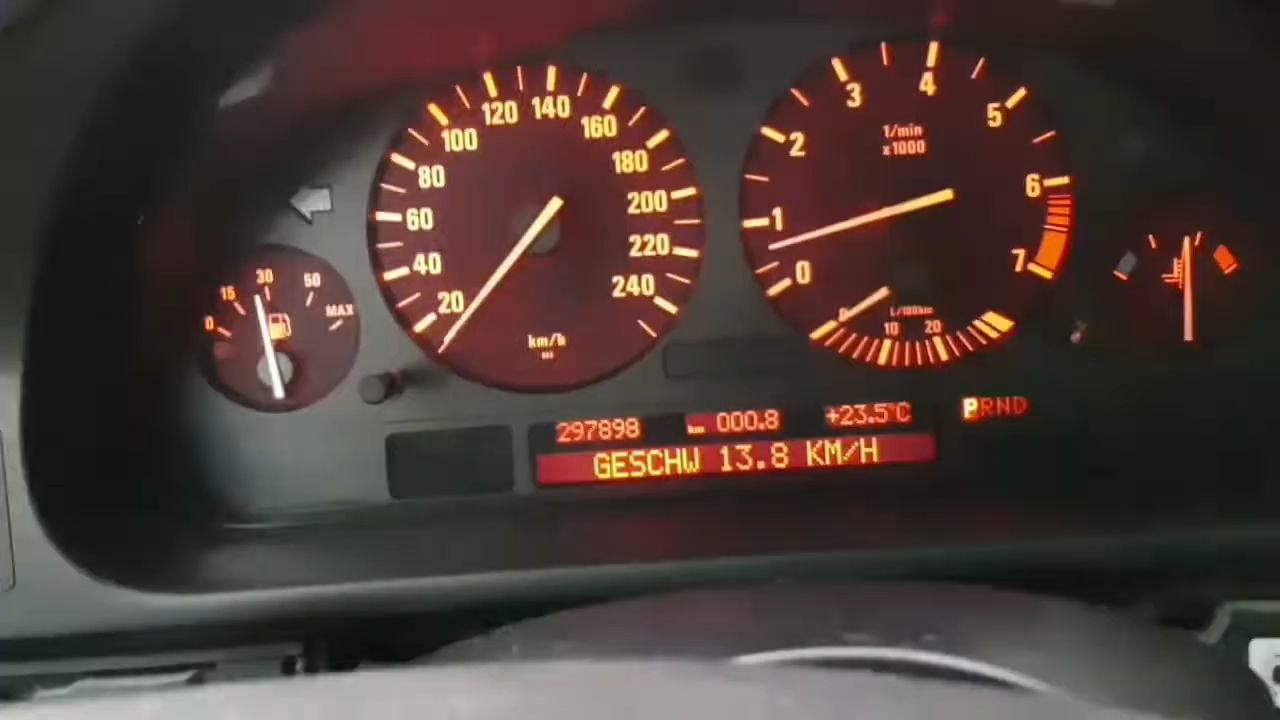 0 15 30 50 MAX
20 40 60 80 100 120 140 160 180 200 220 240
km/h
0 1 2 3 4 5 6 7
1/min
x1000
L/100km
10 20
297898 km 000.8 +23.5°C PRND
GESCHW 13.8 KM/H